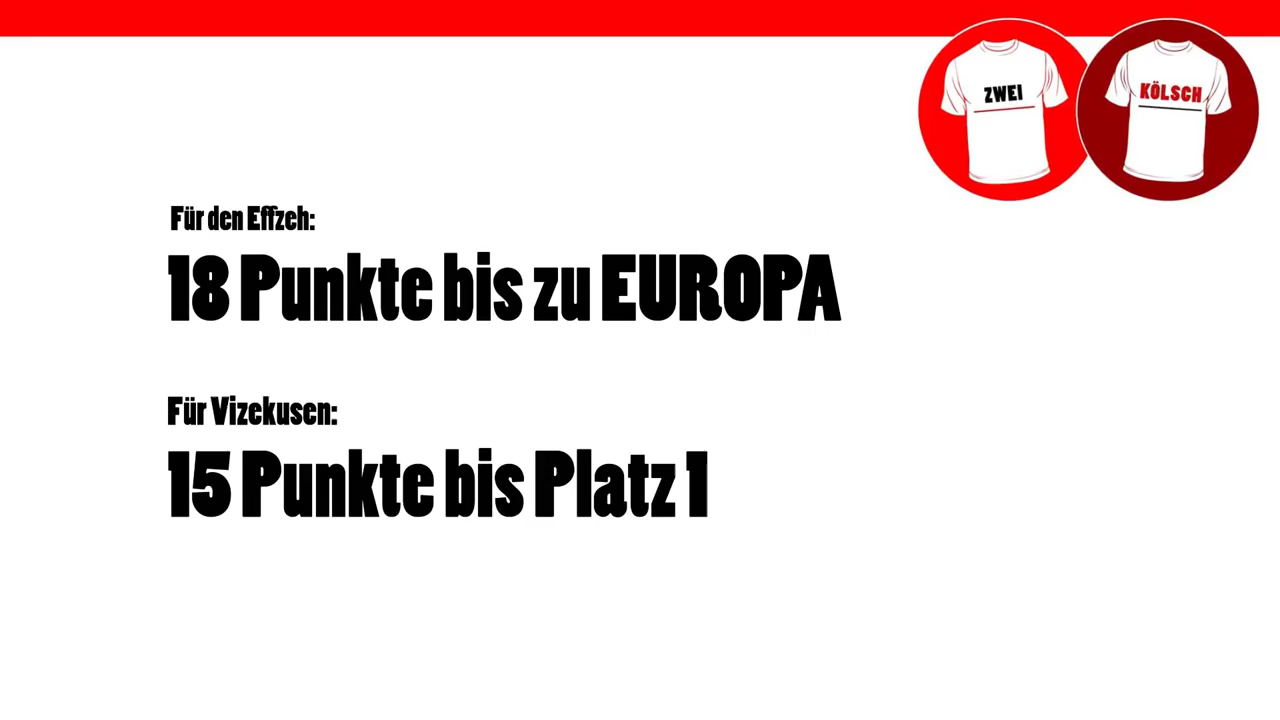 ZWEI
KÖLSCH
Für den Effzeh:
18 Punkte bis zu EUROPA
Für Vizekusen:
15 Punkte bis Platz 1